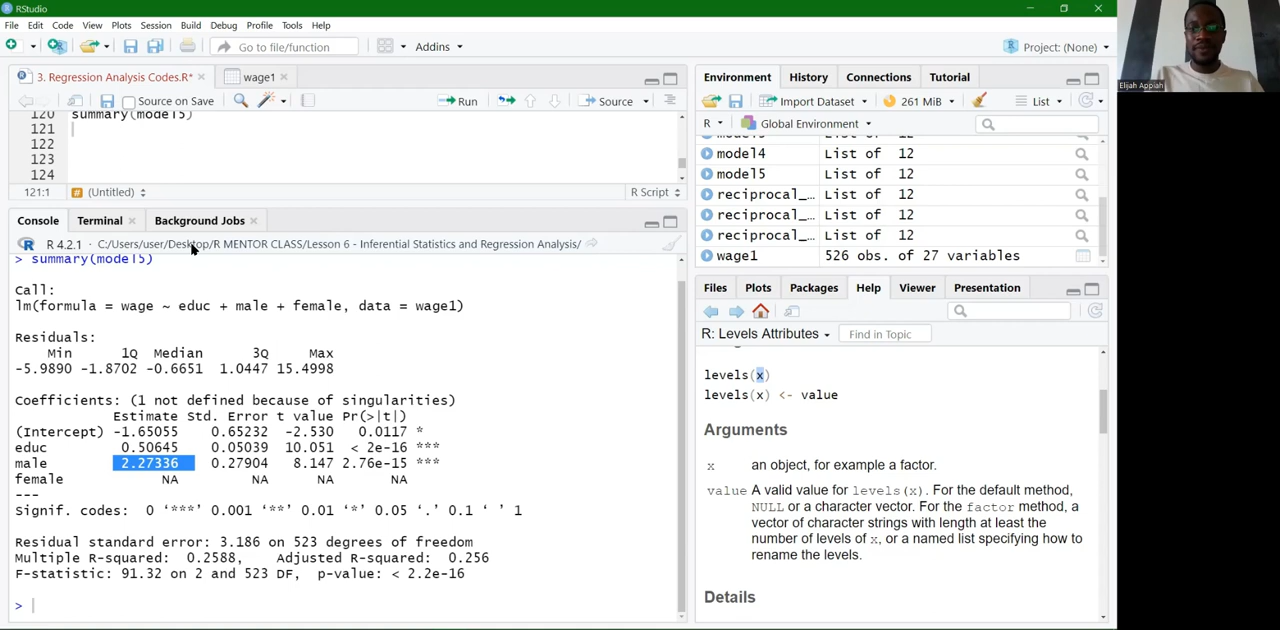 RStudio
File Edit Code View Plots Session Build Debug Profile Tools Help
Go to file/function Addins Project: (None)
3. Regression Analysis Codes.R* wage1
Source on Save Run Source
120 summary(model5)
121
122
123
124
121:1 (Untitled) R Script
Console Terminal Background Jobs
R 4.2.1 · C:/Users/user/Desktop/R MENTOR CLASS/Lesson 6 - Inferential Statistics and Regression Analysis/
> summary(model5)
Call:
lm(formula = wage ~ educ + male + female, data = wage1)
Residuals:
Min 1Q Median 3Q Max
-5.9890 -1.8702 -0.6651 1.0447 15.4998
Coefficients: (1 not defined because of singularities)
Estimate Std. Error t value Pr(>|t|)
(Intercept) -1.65055 0.65232 -2.530 0.0117 *
educ 0.50645 0.05039 10.051 < 2e-16 ***
male 2.27336 0.27904 8.147 2.76e-15 ***
female NA NA NA NA
---
Signif. codes: 0 ‘***’ 0.001 ‘**’ 0.01 ‘*’ 0.05 ‘.’ 0.1 ‘ ’ 1
Residual standard error: 3.186 on 523 degrees of freedom
Multiple R-squared: 0.2588, Adjusted R-squared: 0.256
F-statistic: 91.32 on 2 and 523 DF, p-value: < 2.2e-16
>
Environment History Connections Tutorial
Import Dataset 261 MiB List
R Global Environment
model4 List of 12
model5 List of 12
reciprocal_… List of 12
reciprocal_… List of 12
reciprocal_… List of 12
wage1 526 obs. of 27 variables
Files Plots Packages Help Viewer Presentation
R: Levels Attributes Find in Topic
levels(x)
levels(x) <- value
Arguments
x an object, for example a factor.
value A valid value for levels(x). For the default method,
NULL or a character vector. For the factor method, a
vector of character strings with length at least the
number of levels of x, or a named list specifying how to
rename the levels.
Details
Elijah Appiah